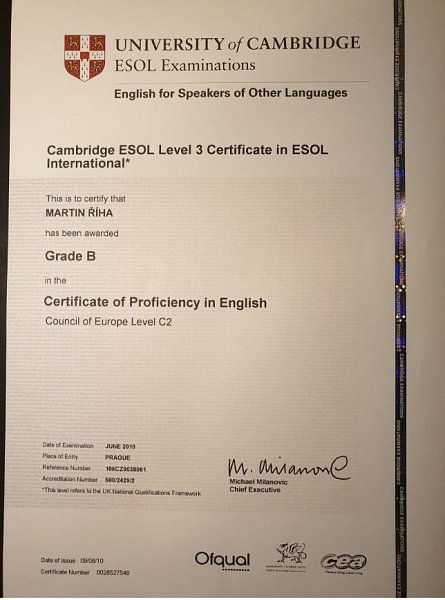 UNIVERSITY of CAMBRIDGE
ESOL Examinations
English for Speakers of Other Languages
Cambridge ESOL Level 3 Certificate in ESOL
International*
This is to certify that
MARTIN ŘÍHA
has been awarded
Grade B
in the
Certificate of Proficiency in English
Council of Europe Level C2
Date of Examination JUNE 2010
Place of Entry PRAGUE
Reference Number 106CZ0038001
Accreditation Number 500/2429/2
*This level refers to the UK National Qualifications Framework
M. Milanovic
Michael Milanovic
Chief Executive
Date of Issue 09/08/10
Certificate Number 0028527548
Ofqual
cea